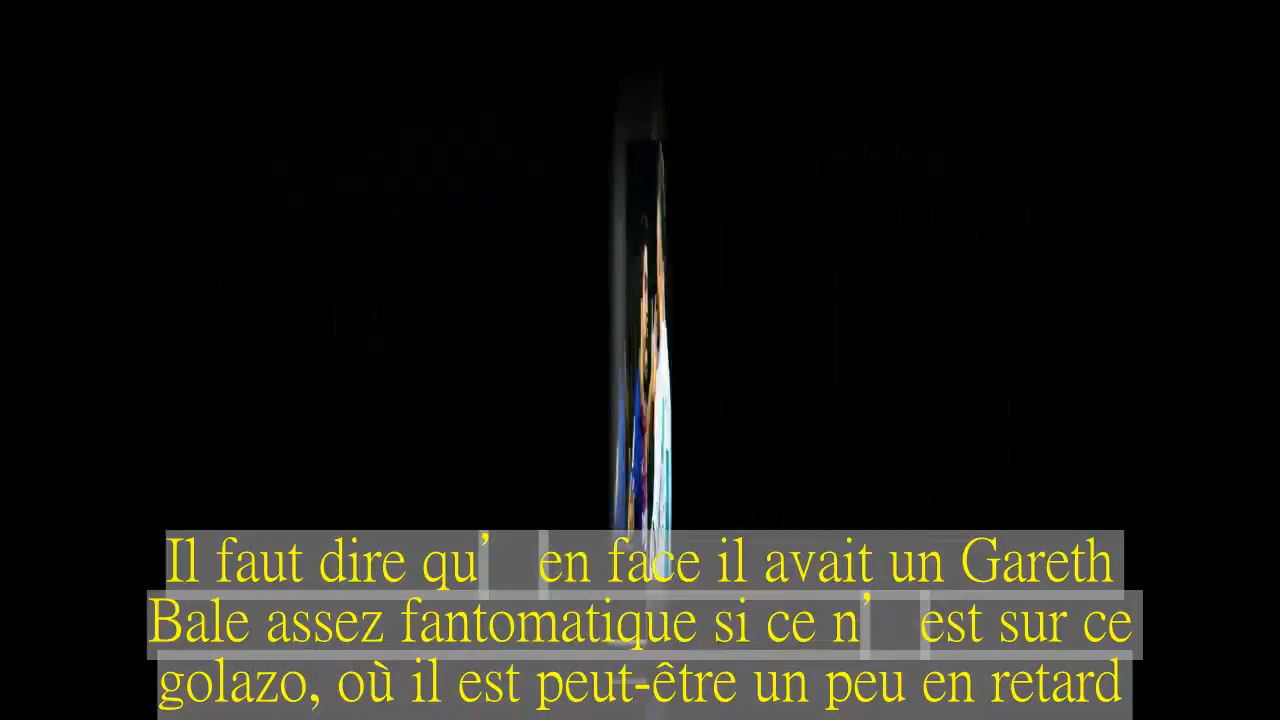 Il faut dire qu’ en face il avait un Gareth
Bale assez fantomatique si ce n’ est sur ce
golazo, où il est peut-être un peu en retard